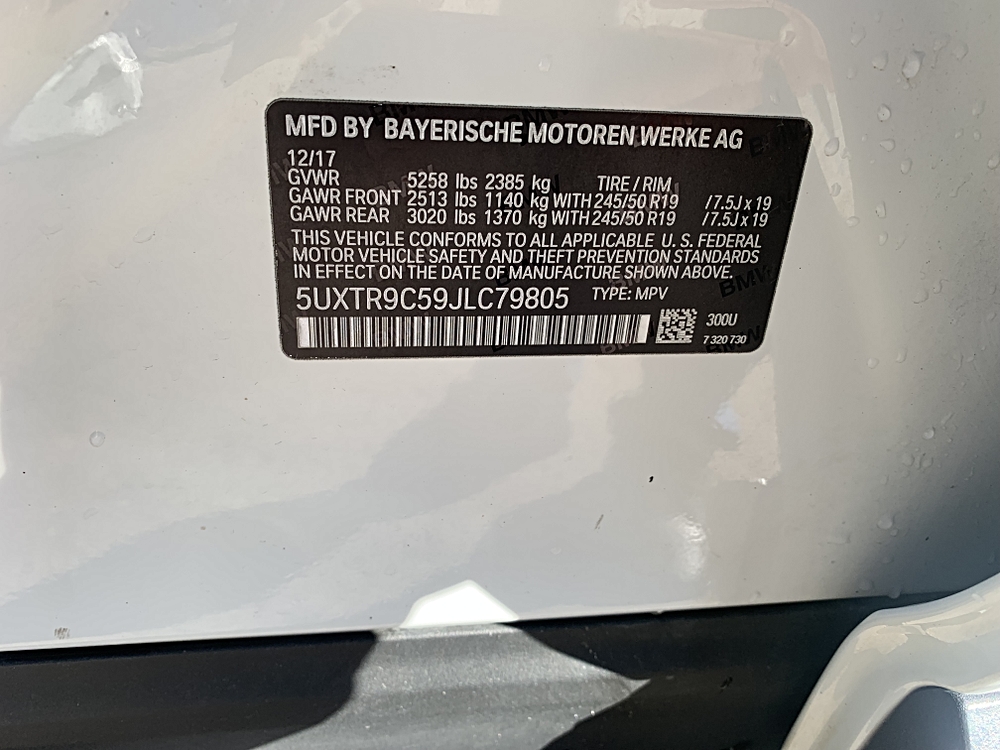 MFD BY BAYERISCHE MOTOREN WERKE AG
12/17
GVWR 5258 lbs 2385 kg TIRE / RIM
GAWR FRONT 2513 lbs 1140 kg WITH 245/50 R19 /7.5J x 19
GAWR REAR 3020 lbs 1370 kg WITH 245/50 R19 /7.5J x 19
THIS VEHICLE CONFORMS TO ALL APPLICABLE U.S. FEDERAL
MOTOR VEHICLE SAFETY AND THEFT PREVENTION STANDARDS
IN EFFECT ON THE DATE OF MANUFACTURE SHOWN ABOVE.
5UXTR9C59JLC79805 TYPE: MPV
300U
7 320 730